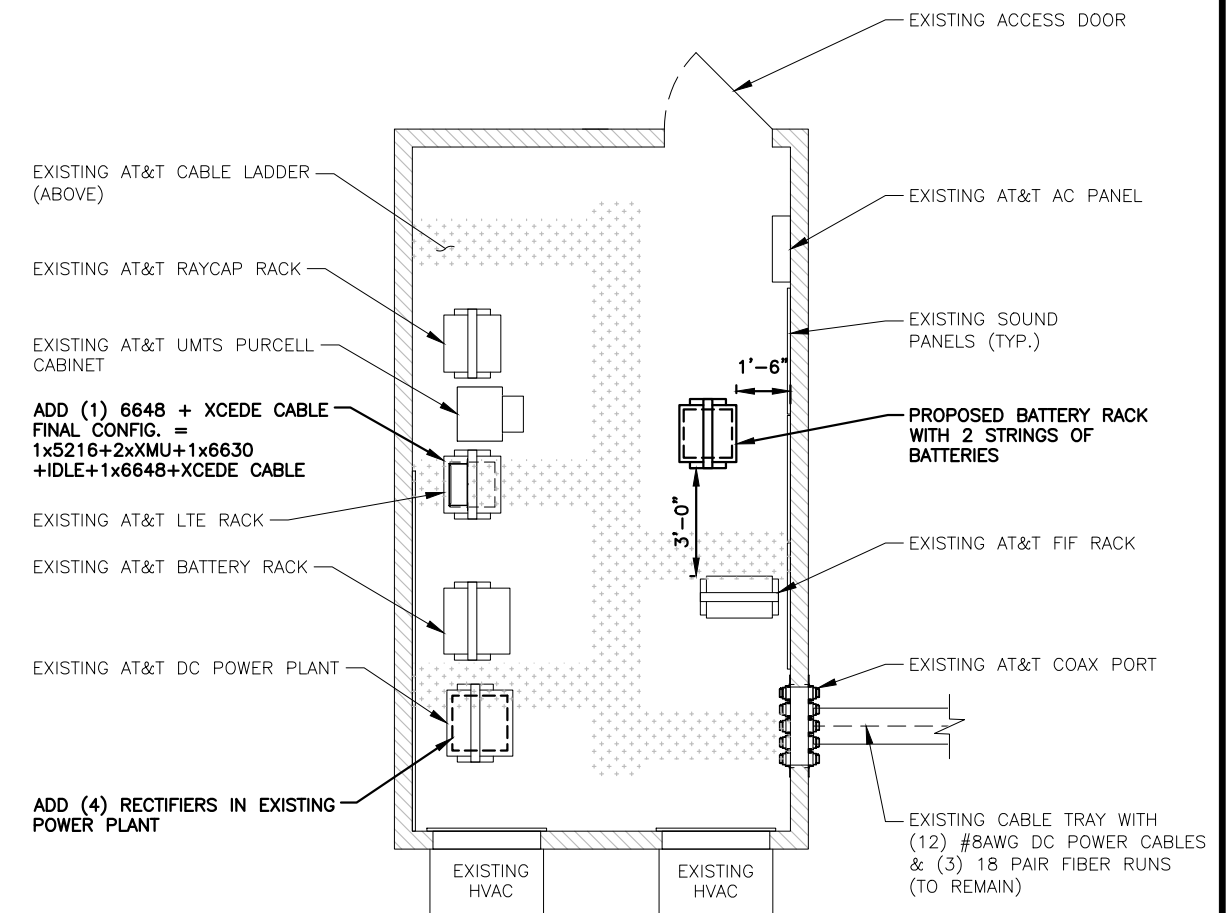 EXISTING ACCESS DOOR
EXISTING AT&T CABLE LADDER
(ABOVE)
EXISTING AT&T AC PANEL
EXISTING AT&T RAYCAP RACK
EXISTING SOUND
PANELS (TYP.)
EXISTING AT&T UMTS PURCELL
CABINET
1'-6"
ADD (1) 6648 + XCEDE CABLE
FINAL CONFIG. =
1x5216+2xXMU+1x6630
+IDLE+1x6648+XCEDE CABLE
PROPOSED BATTERY RACK
WITH 2 STRINGS OF
BATTERIES
EXISTING AT&T LTE RACK
3'-0"
EXISTING AT&T FIF RACK
EXISTING AT&T BATTERY RACK
EXISTING AT&T DC POWER PLANT
EXISTING AT&T COAX PORT
ADD (4) RECTIFIERS IN EXISTING
POWER PLANT
EXISTING CABLE TRAY WITH
(12) #8AWG DC POWER CABLES
& (3) 18 PAIR FIBER RUNS
(TO REMAIN)
EXISTING
HVAC
EXISTING
HVAC